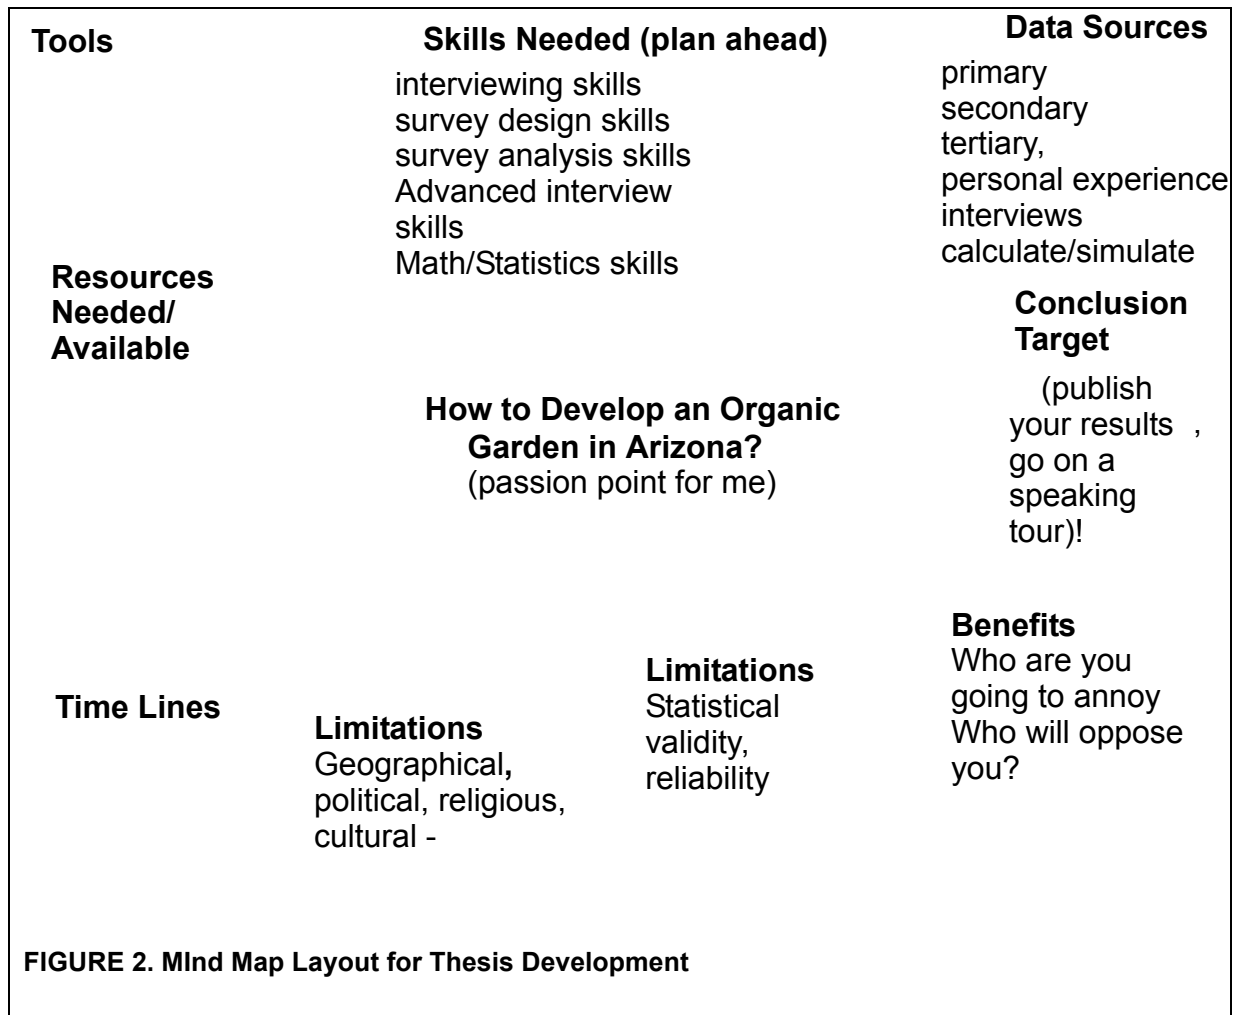 Tools
Skills Needed (plan ahead)
interviewing skills
survey design skills
survey analysis skills
Advanced interview
skills
Math/Statistics skills
Data Sources
primary
secondary
tertiary,
personal experience
interviews
calculate/simulate
Resources
Needed/
Available
How to Develop an Organic
Garden in Arizona?
(passion point for me)
Conclusion
Target
(publish
your results ,
go on a
speaking
tour)!
Time Lines
Limitations
Geographical,
political, religious,
cultural -
Limitations
Statistical
validity,
reliability
Benefits
Who are you
going to annoy
Who will oppose
you?
FIGURE 2. MInd Map Layout for Thesis Development